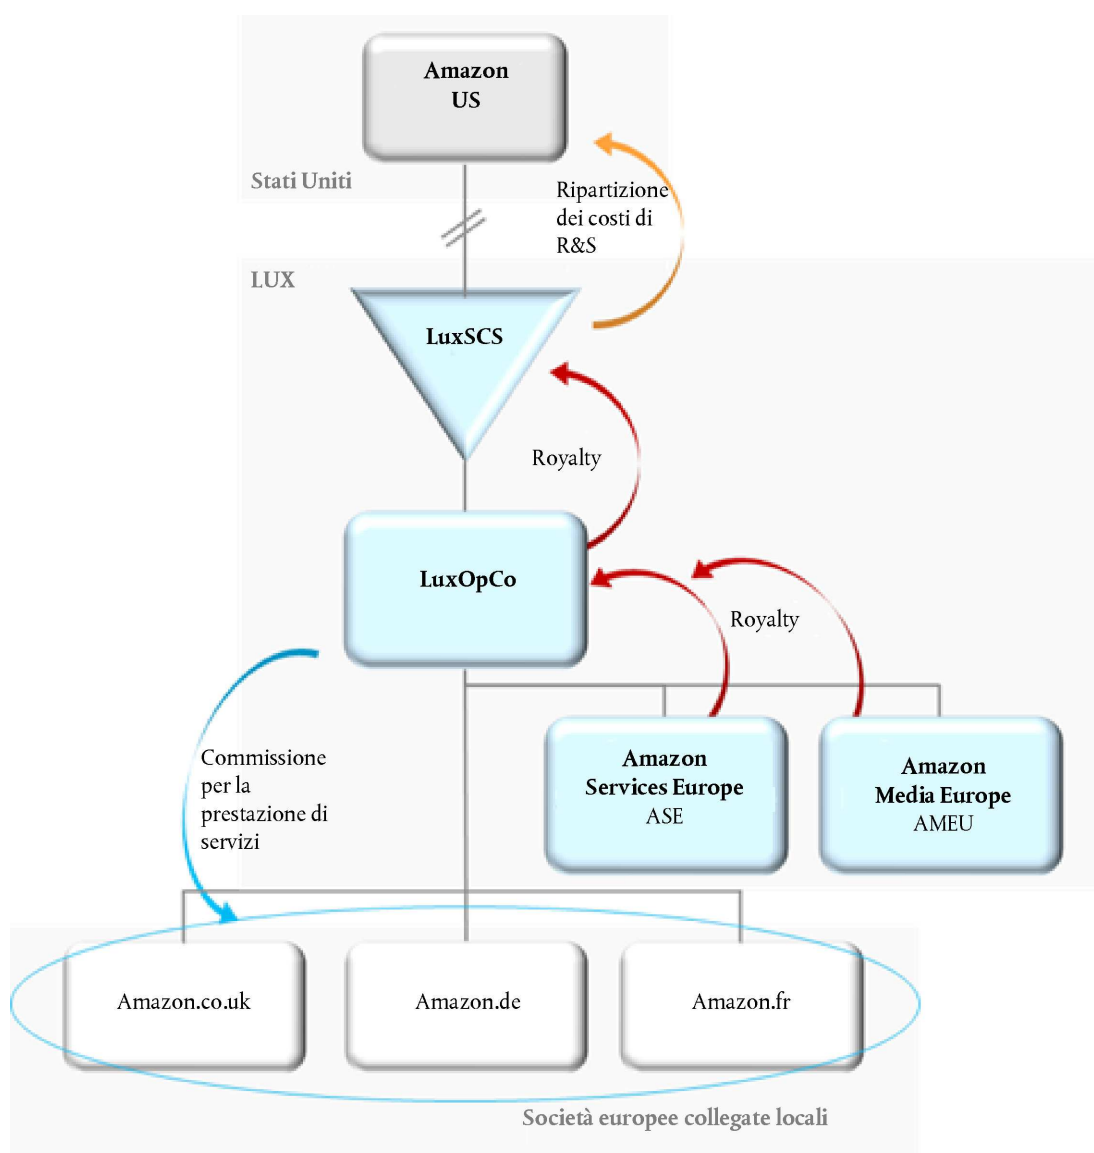 Amazon
US
Stati Uniti
Ripartizione
dei costi di
R&S
LUX
LuxSCS
Royalty
LuxOpCo
Royalty
Commissione
per la
prestazione di
servizi
Amazon
Services Europe
ASE
Amazon
Media Europe
AMEU
Amazon.co.uk
Amazon.de
Amazon.fr
Società europee collegate locali